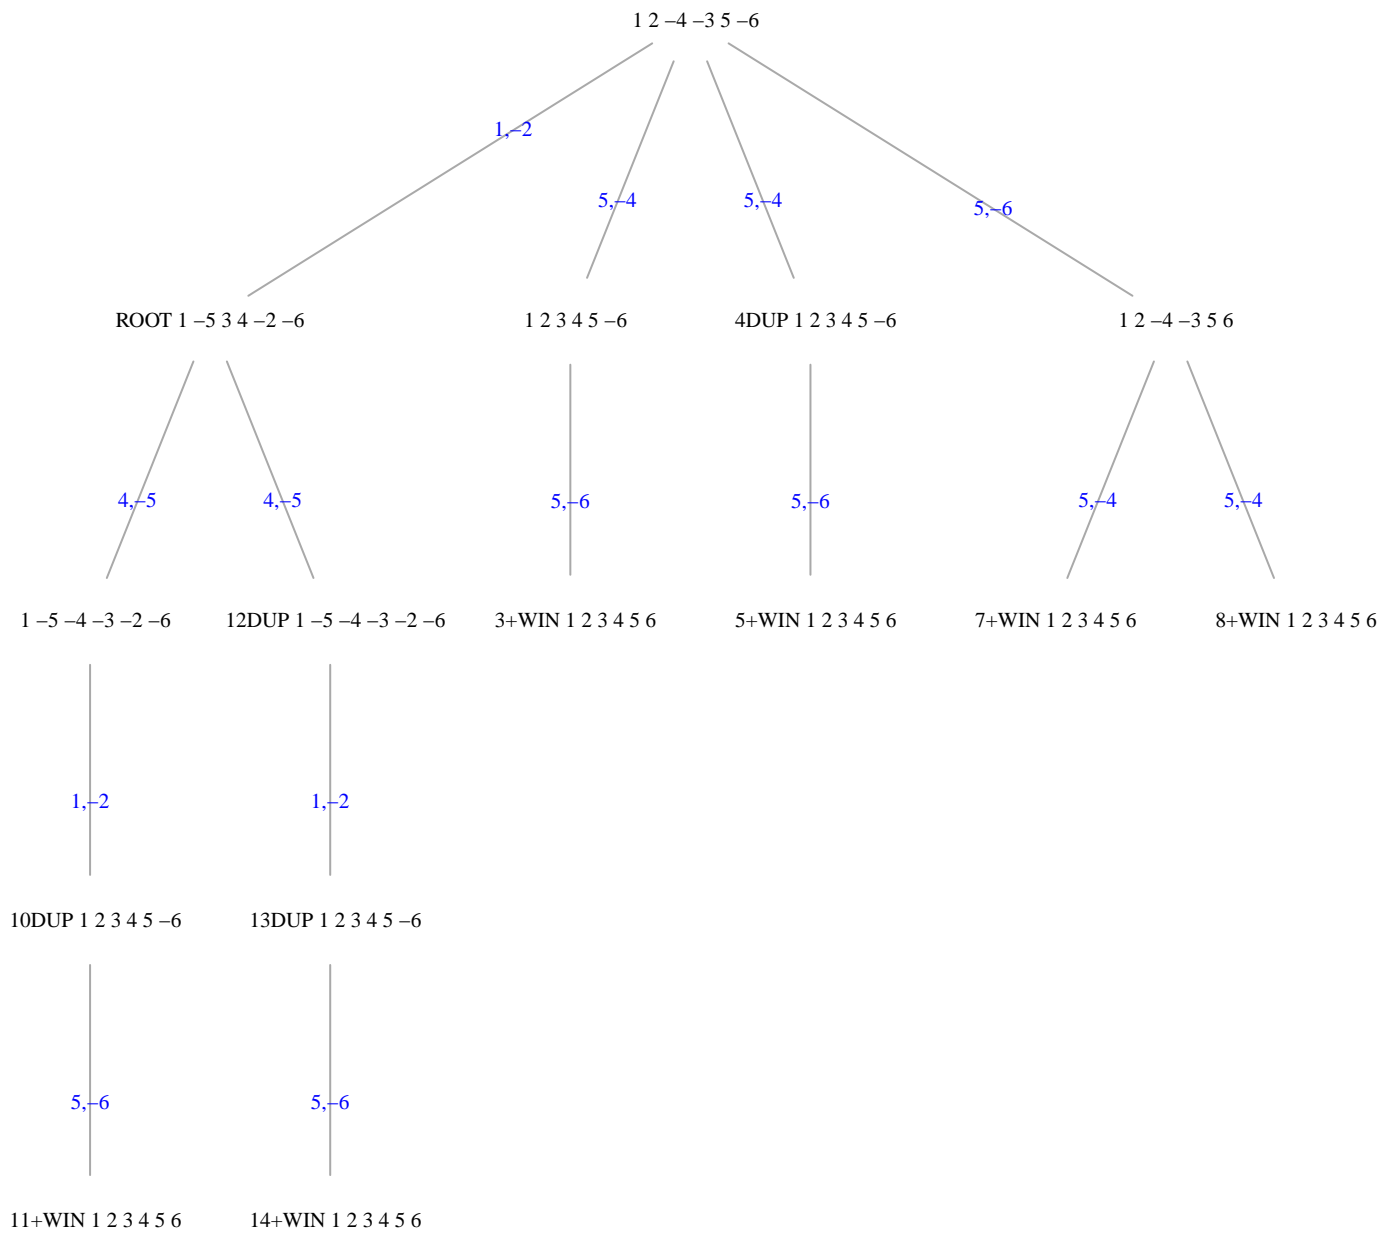 1 2 –4 –3 5 –6
1,–2
5,–4
5,–4
5,–6
ROOT 1 –5 3 4 –2 –6
1 2 3 4 5 –6
4DUP 1 2 3 4 5 –6
1 2 –4 –3 5 6
4,–5
4,–5
5,–6
5,–6
5,–4
5,–4
1 –5 –4 –3 –2 –6
12DUP 1 –5 –4 –3 –2 –6
3+WIN 1 2 3 4 5 6
5+WIN 1 2 3 4 5 6
7+WIN 1 2 3 4 5 6
8+WIN 1 2 3 4 5 6
1,–2
1,–2
10DUP 1 2 3 4 5 –6
13DUP 1 2 3 4 5 –6
5,–6
5,–6
11+WIN 1 2 3 4 5 6
14+WIN 1 2 3 4 5 6